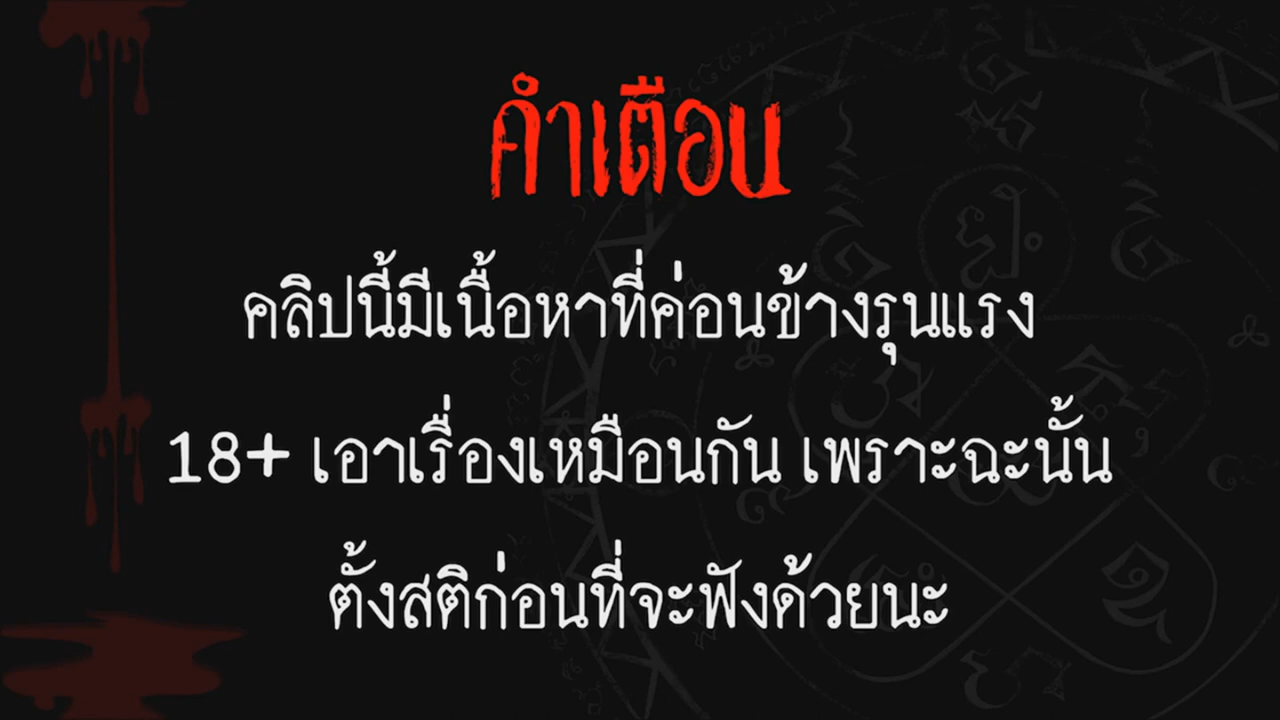 คำเตือน
คลิปนี้มีเนื้อหาที่ค่อนข้างรุนแรง
18+ เอาเรื่องเหมือนกัน เพราะฉะนั้น
ตั้งสติก่อนที่จะฟังด้วยนะ